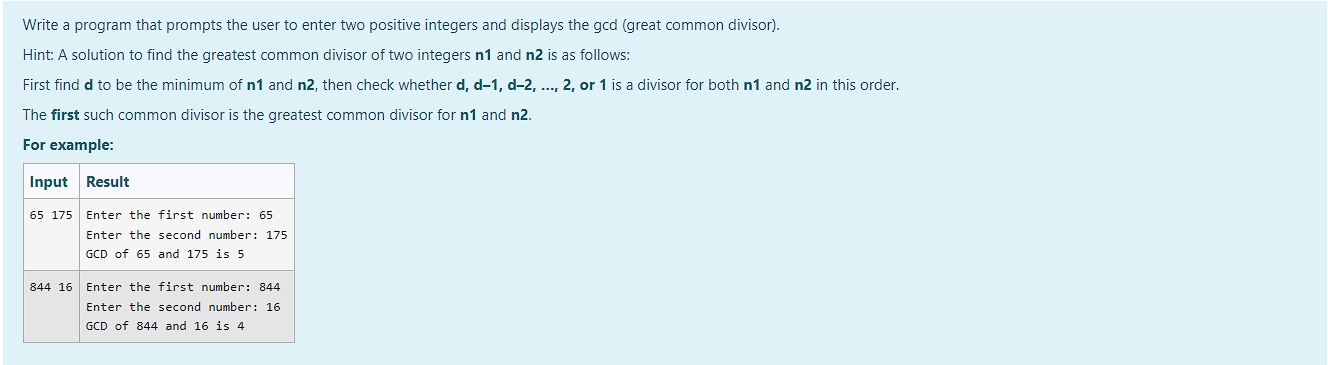 Write a program that prompts the user to enter two positive integers and displays the gcd (great common divisor).
Hint: A solution to find the greatest common divisor of two integers n1 and n2 is as follows:
First find d to be the minimum of n1 and n2, then check whether d, d–1, d–2, ..., 2, or 1 is a divisor for both n1 and n2 in this order.
The first such common divisor is the greatest common divisor for n1 and n2.
For example:
Input Result
65 175 Enter the first number: 65
Enter the second number: 175
GCD of 65 and 175 is 5
844 16 Enter the first number: 844
Enter the second number: 16
GCD of 844 and 16 is 4